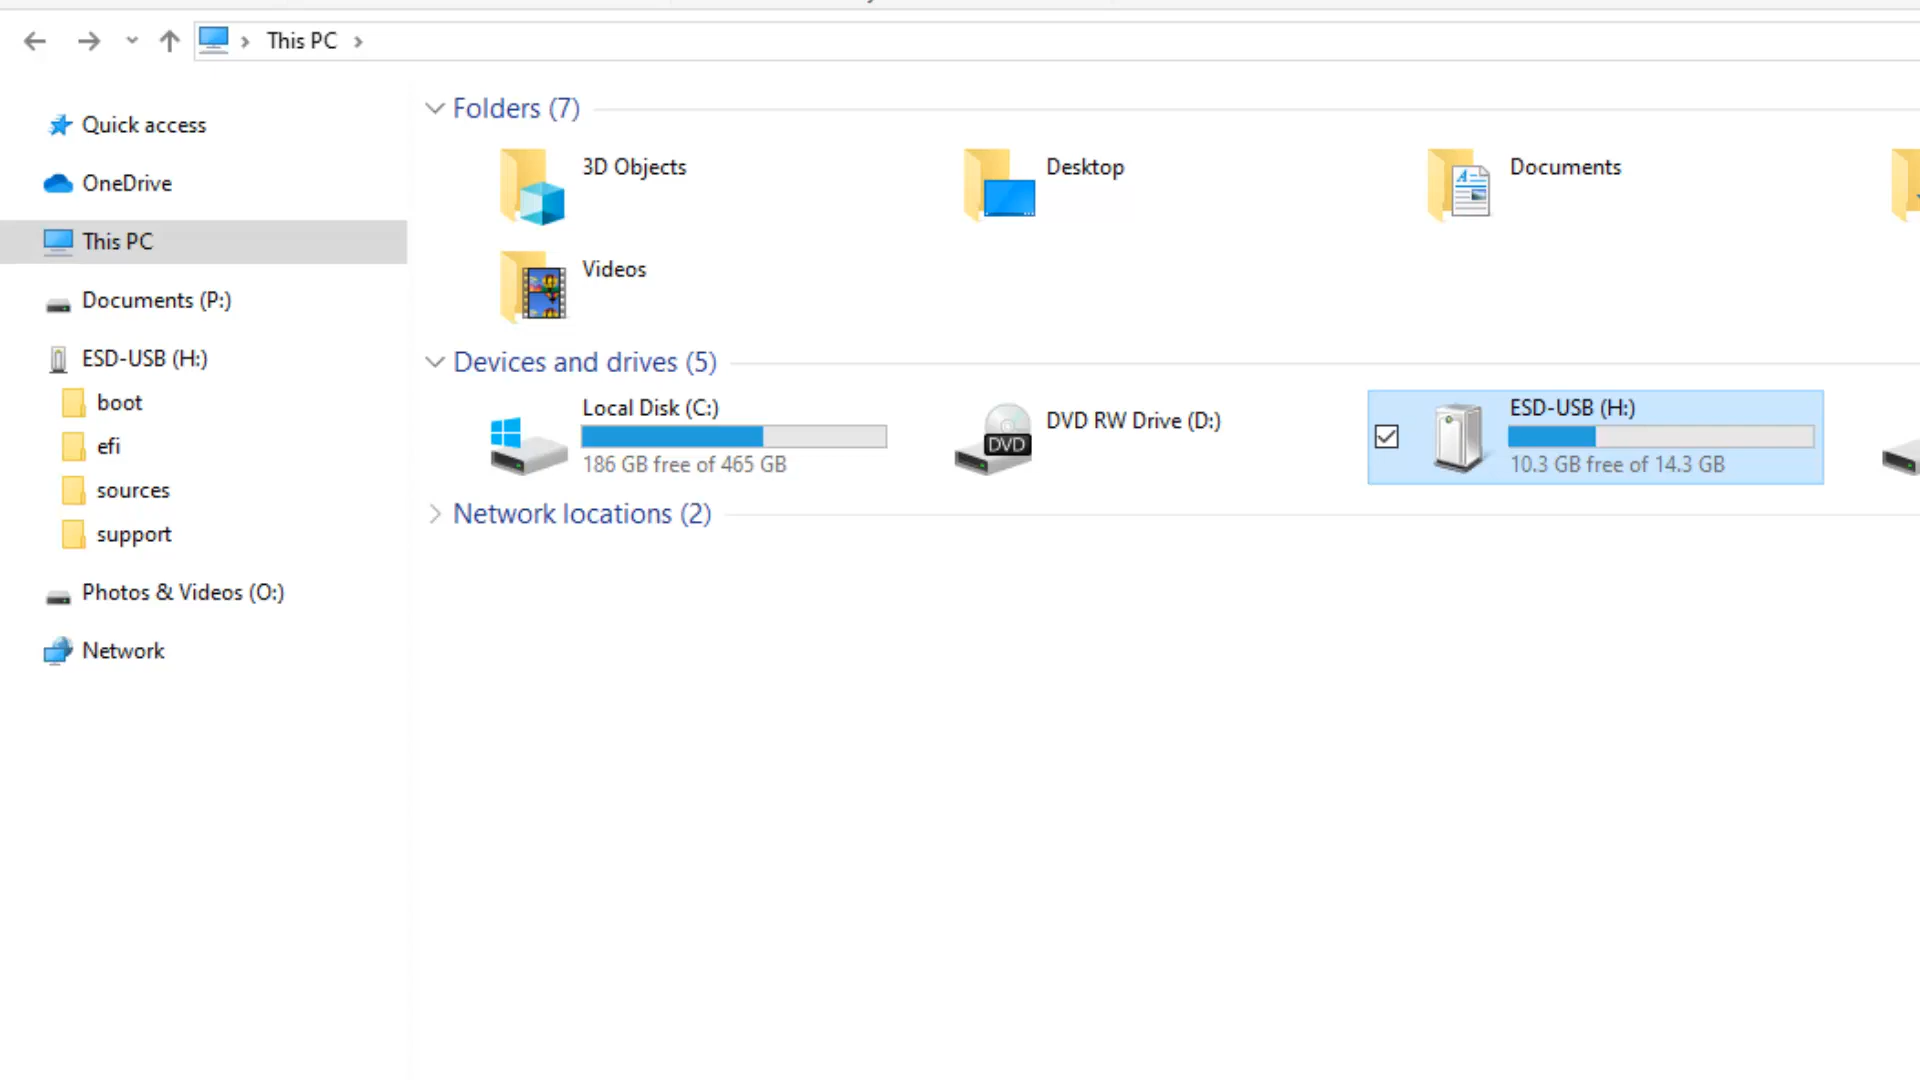 This PC
Quick access
OneDrive
This PC
Documents (P:)
ESD-USB (H:)
boot
efi
sources
support
Photos & Videos (O:)
Network
Folders (7)
3D Objects
Desktop
Documents
Videos
Devices and drives (5)
Local Disk (C:)
186 GB free of 465 GB
DVD
DVD RW Drive (D:)
ESD-USB (H:)
10.3 GB free of 14.3 GB
Network locations (2)